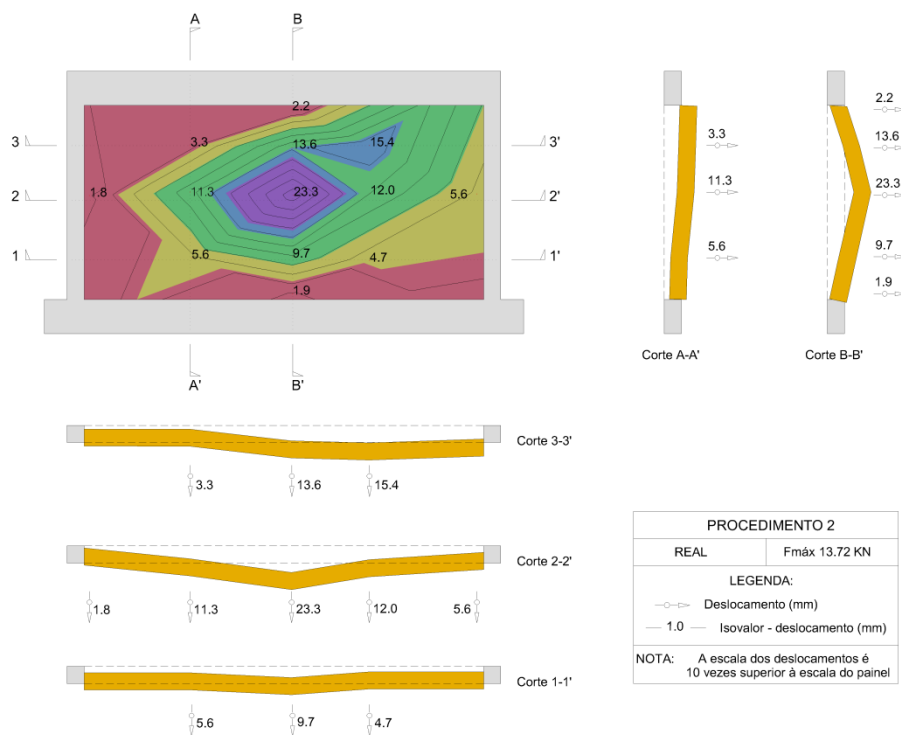 A B
2.2
3 3.3 13.6 15.4 3'
2 1.8 11.3 23.3 12.0 5.6 2'
1 5.6 9.7 4.7 1'
1.9
A' B'
3.3
11.3
5.6
Corte A-A'
2.2
13.6
23.3
9.7
1.9
Corte B-B'
Corte 3-3'
3.3 13.6 15.4
Corte 2-2'
1.8 11.3 23.3 12.0 5.6
Corte 1-1'
5.6 9.7 4.7
PROCEDIMENTO 2
REAL Fmáx 13.72 KN
LEGENDA:
Deslocamento (mm)
1.0 Isovalor - deslocamento (mm)
NOTA: A escala dos deslocamentos é
10 vezes superior à escala do painel